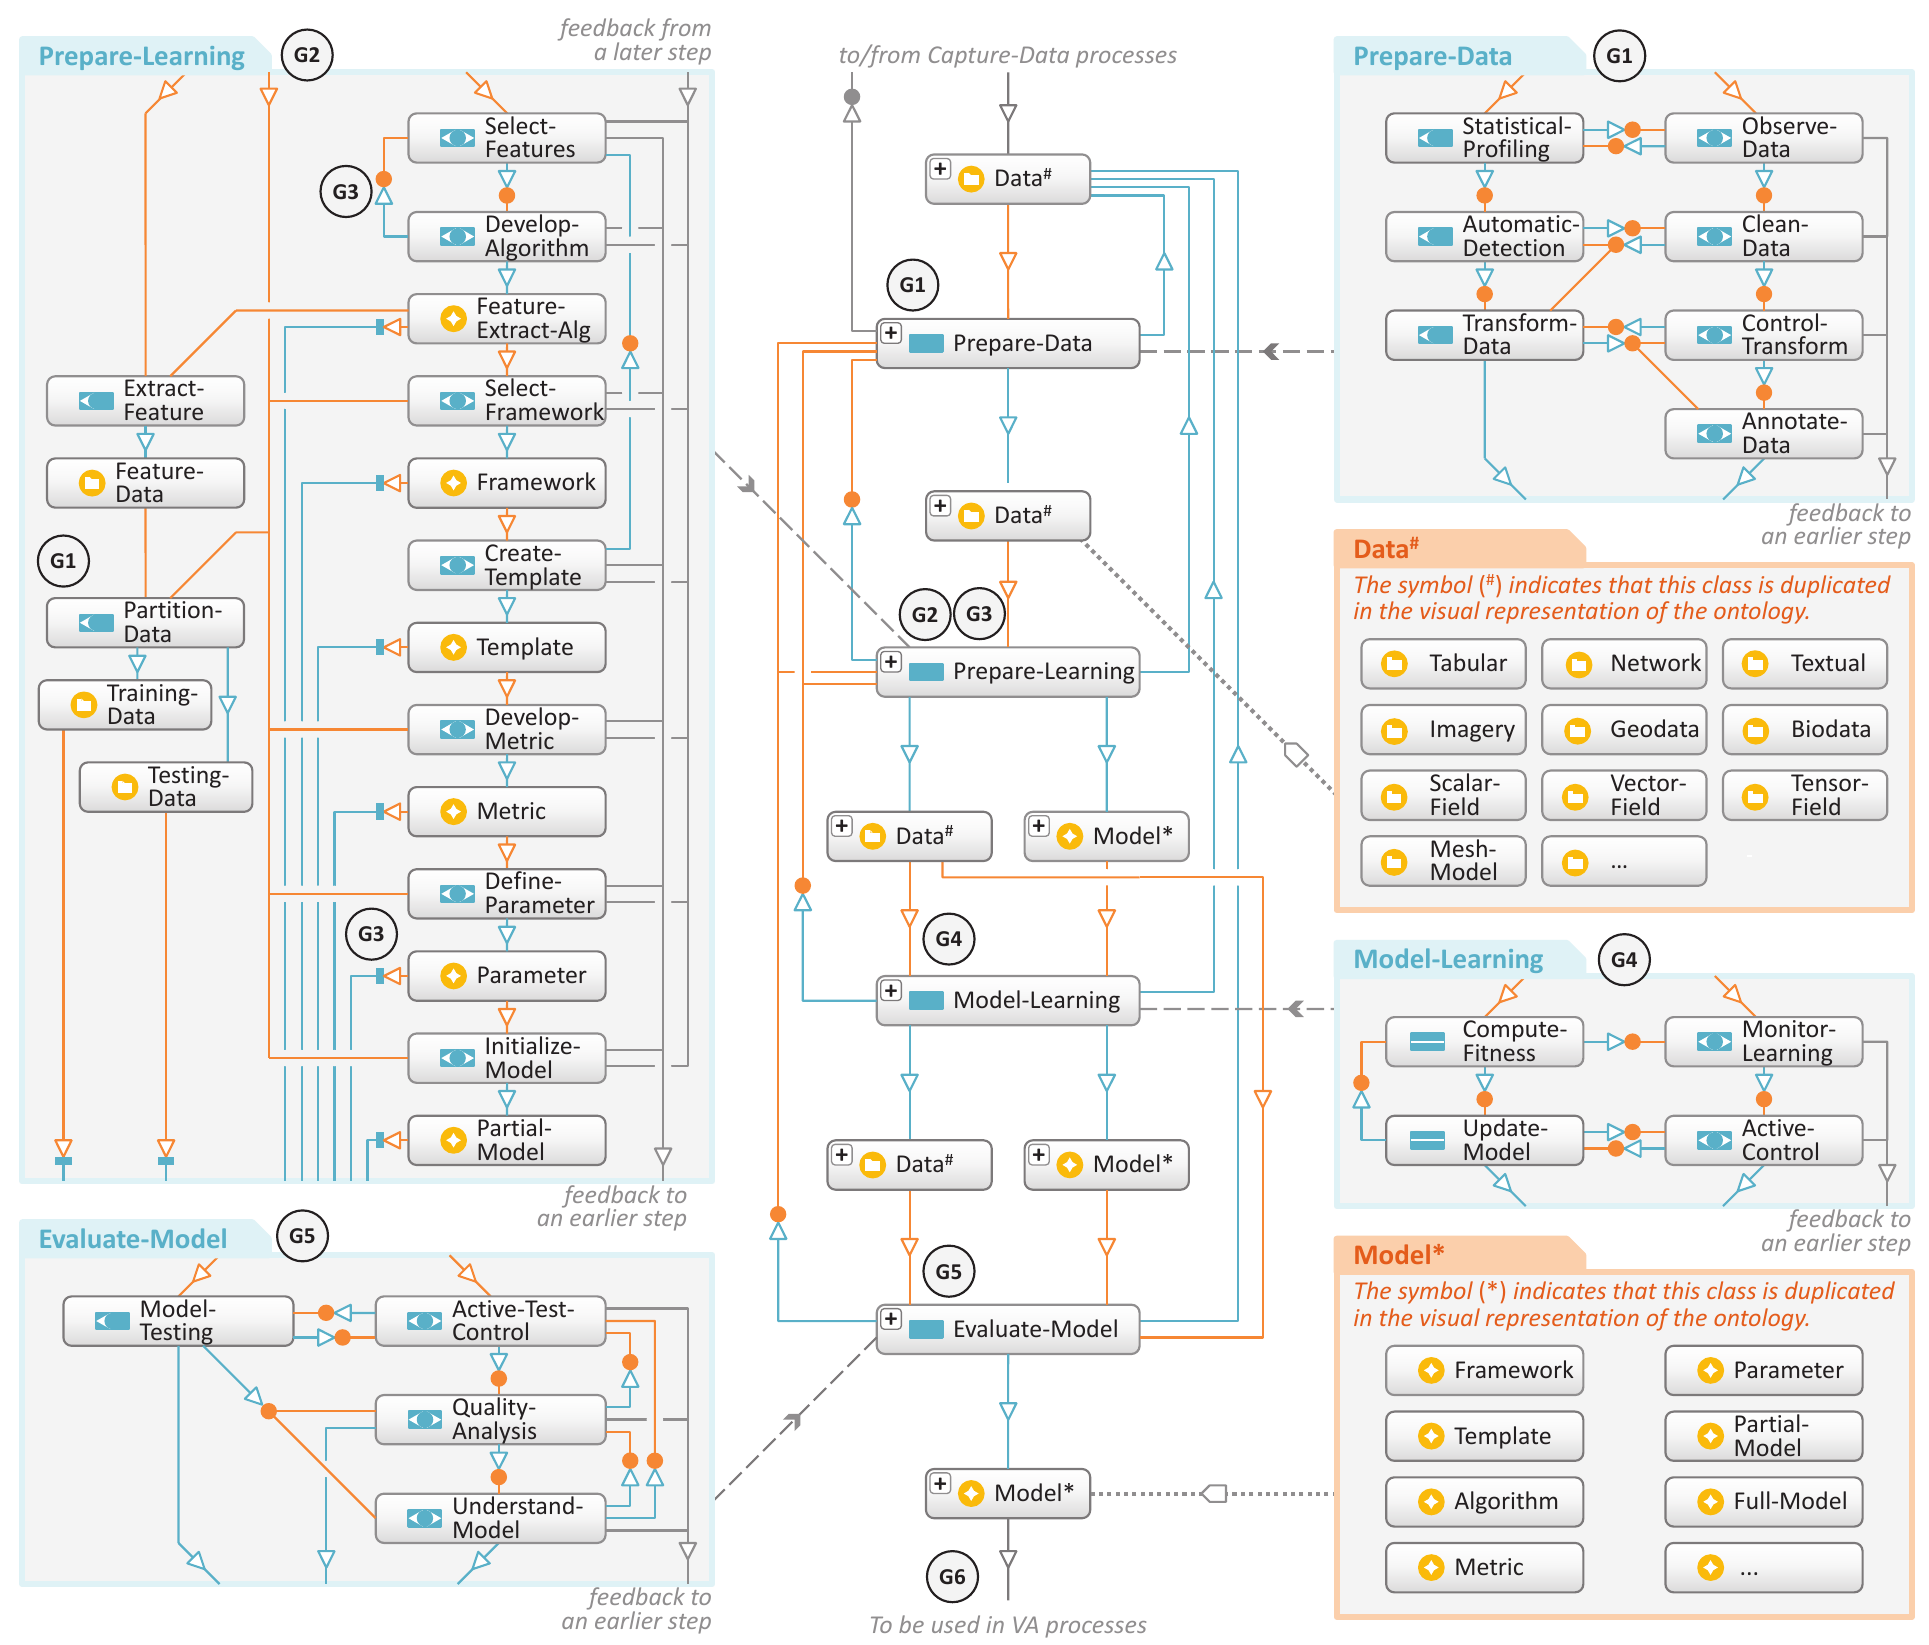 Prepare-Learning
G2
feedback from
a later step
Select-
Features
G3
Develop-
Algorithm
Feature-
Extract-Alg
Extract-
Feature
Select-
Framework
Feature-
Data
Framework
G1
Create-
Template
Partition-
Data
Template
Training-
Data
Develop-
Metric
Testing-
Data
Metric
Define-
Parameter
G3
Parameter
Initialize-
Model
Partial-
Model
feedback to
an earlier step
Evaluate-Model
G5
Model-
Testing
Active-Test-
Control
Quality-
Analysis
Understand-
Model
feedback to
an earlier step
to/from Capture-Data processes
+
Data#
G1
+
Prepare-Data
+
Data#
G2
G3
+
Prepare-Learning
+
Data#
+
Model*
G4
+
Model-Learning
+
Data#
+
Model*
G5
+
Evaluate-Model
+
Model*
G6
To be used in VA processes
Prepare-Data
G1
Statistical-
Profiling
Observe-
Data
Automatic-
Detection
Clean-
Data
Transform-
Data
Control-
Transform
Annotate-
Data
feedback to
an earlier step
Data#
The symbol (#) indicates that this class is duplicated
in the visual representation of the ontology.
Tabular
Network
Textual
Imagery
Geodata
Biodata
Scalar-
Field
Vector-
Field
Tensor-
Field
Mesh-
Model
...
Model-Learning
G4
Compute-
Fitness
Monitor-
Learning
Update-
Model
Active-
Control
feedback to
an earlier step
Model*
The symbol (*) indicates that this class is duplicated
in the visual representation of the ontology.
Framework
Parameter
Template
Partial-
Model
Algorithm
Full-Model
Metric
...